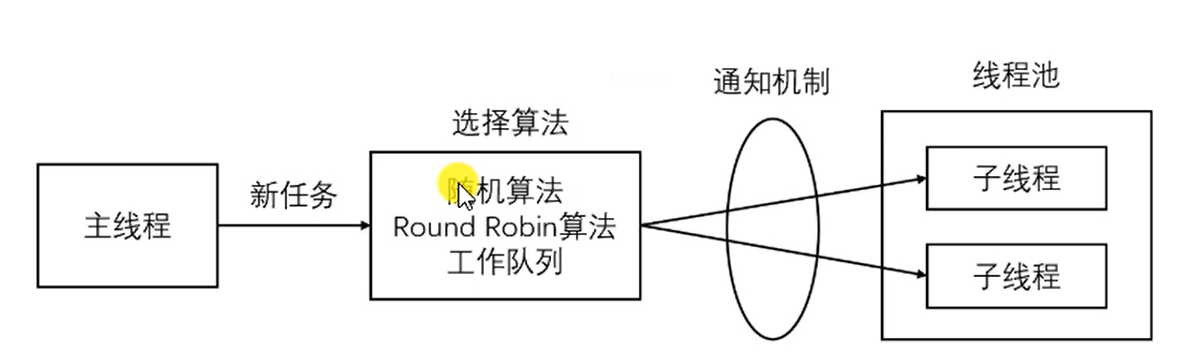 主线程
新任务
选择算法
随机算法
Round Robin算法
工作队列
通知机制
线程池
子线程
子线程